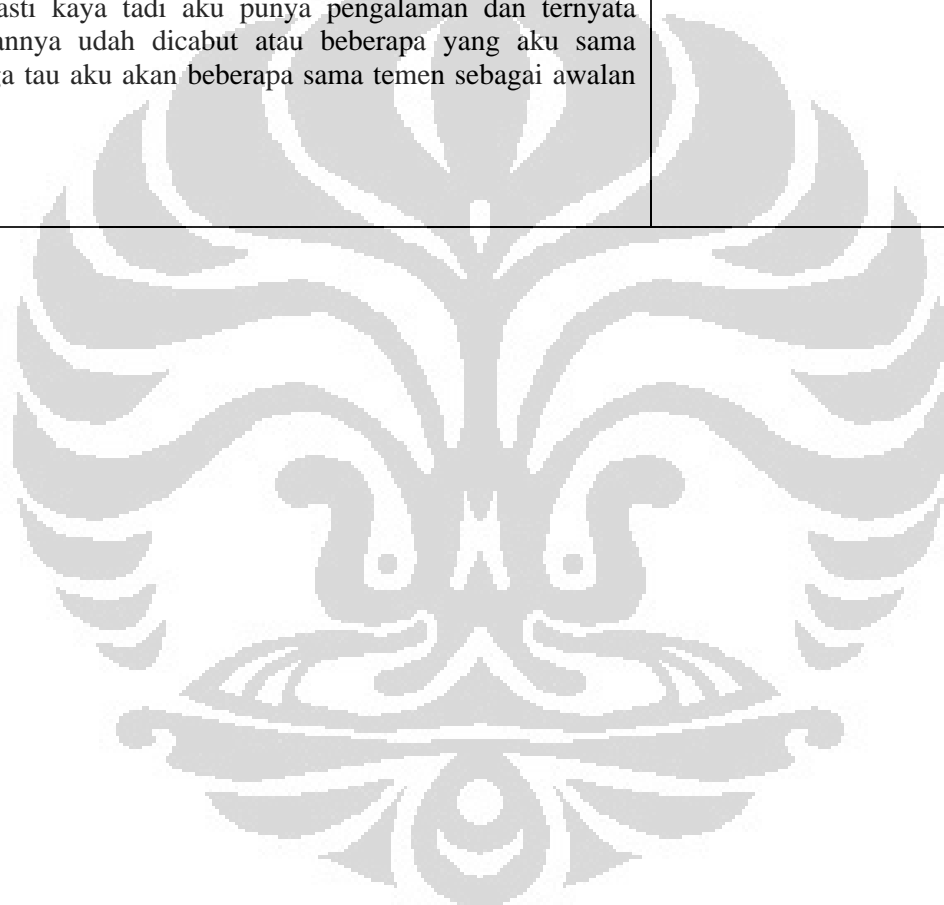 asti kaya tadi aku punya pengalaman dan ternyata
annya udah dicabut atau beberapa yang aku sama
ga tau aku akan beberapa sama temen sebagai awalan